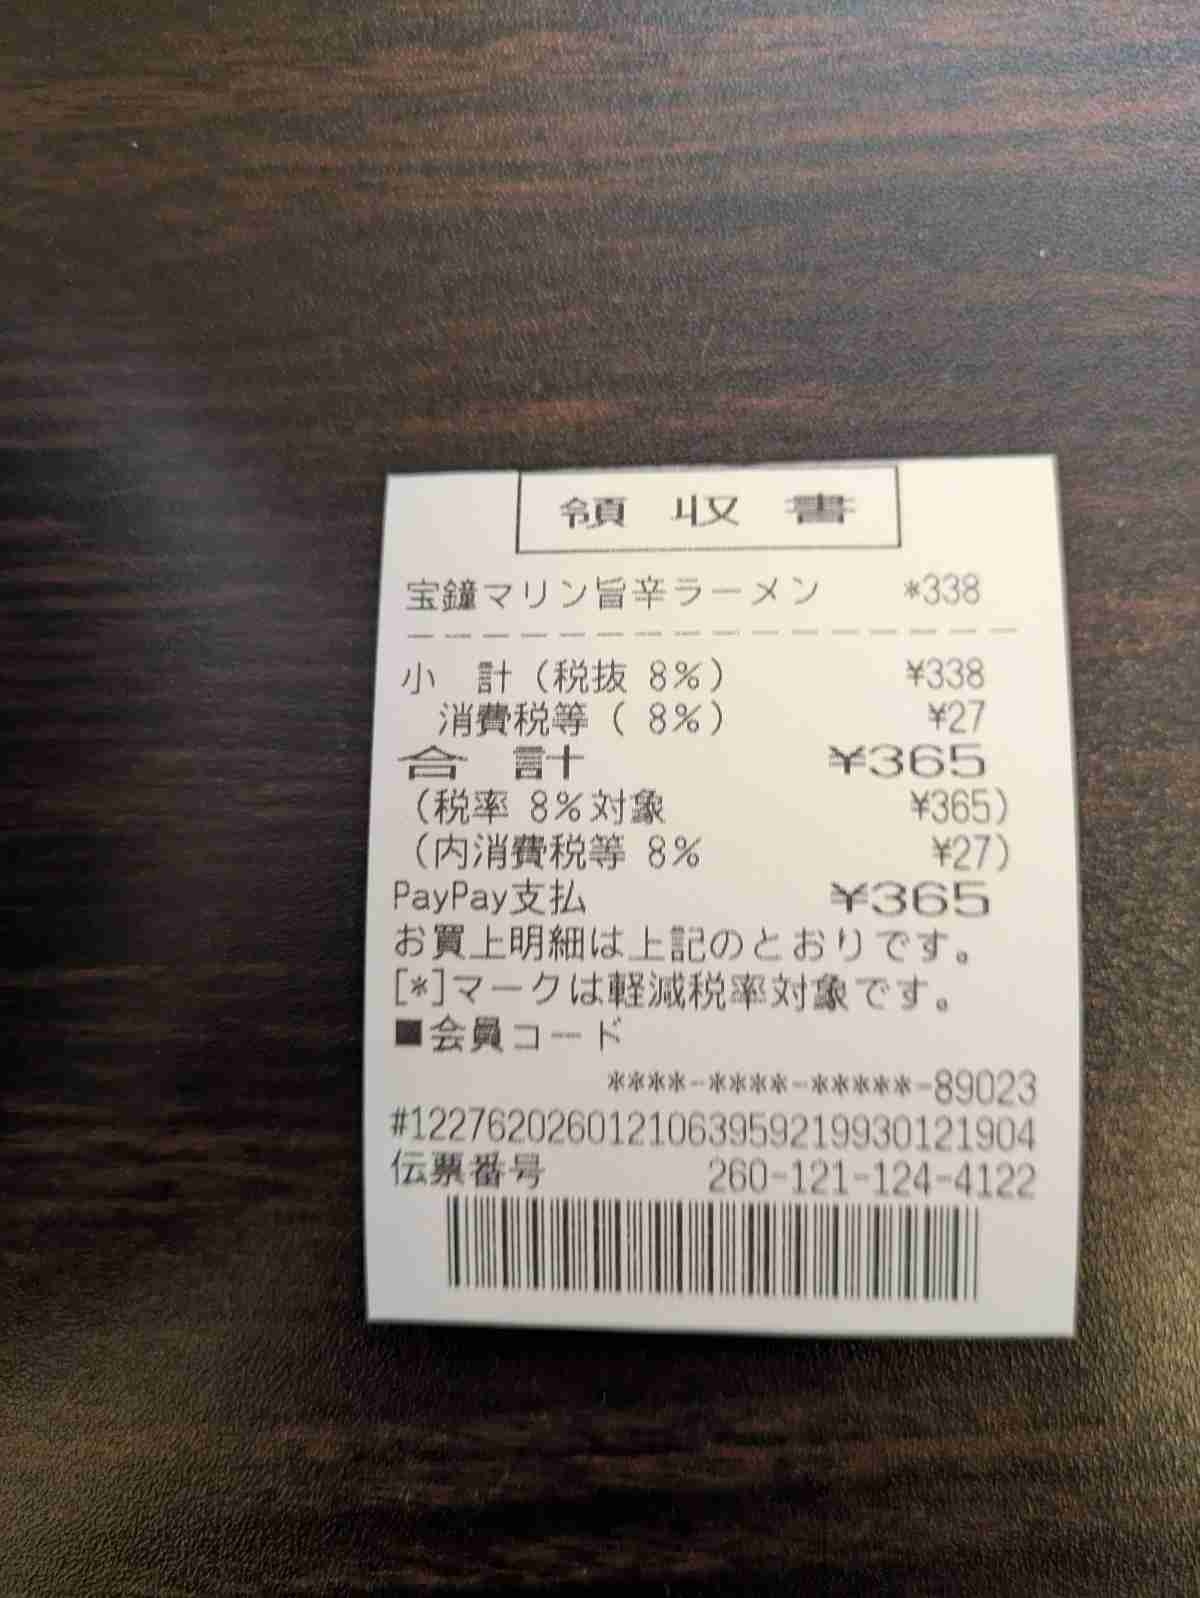 領収書
宝鐘マリン旨辛ラーメン *338
小 計(税抜 8%) ¥338
消費税等( 8%) ¥27
合 計 ¥365
(税率 8%対象 ¥365)
(内消費税等 8% ¥27)
PayPay支払 ¥365
お買上明細は上記のとおりです。
[*]マークは軽減税率対象です。
■会員コード
****-****-*****-89023
#1227620260121063959219930121904
伝票番号 260-121-124-4122